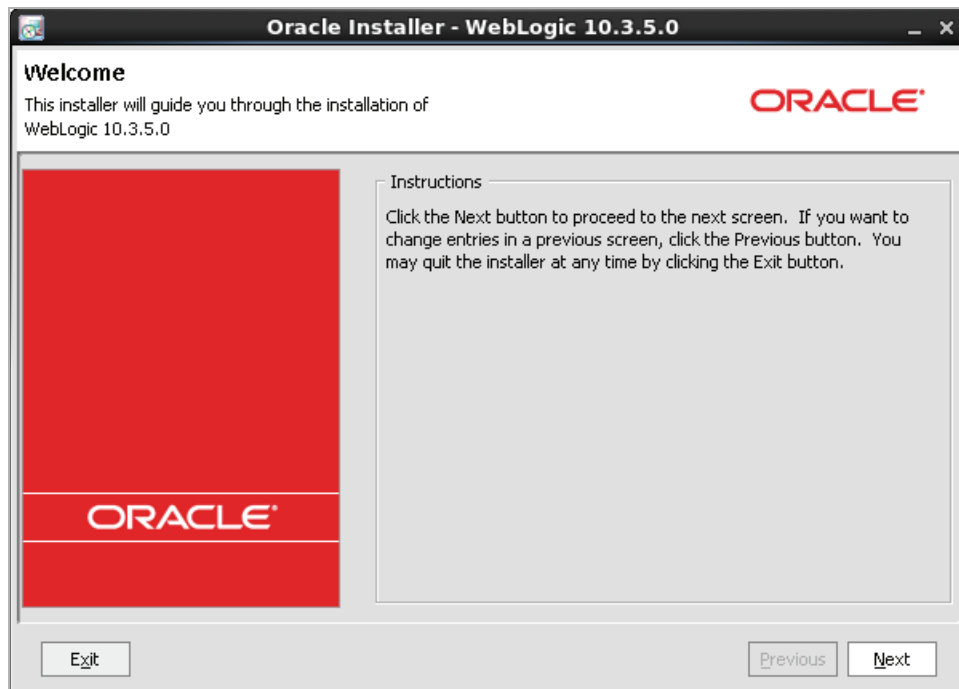 Oracle Installer - WebLogic 10.3.5.0
Welcome
This installer will guide you through the installation of
WebLogic 10.3.5.0
ORACLE
Instructions
Click the Next button to proceed to the next screen. If you want to
change entries in a previous screen, click the Previous button. You
may quit the installer at any time by clicking the Exit button.
ORACLE
Exit
Previous
Next